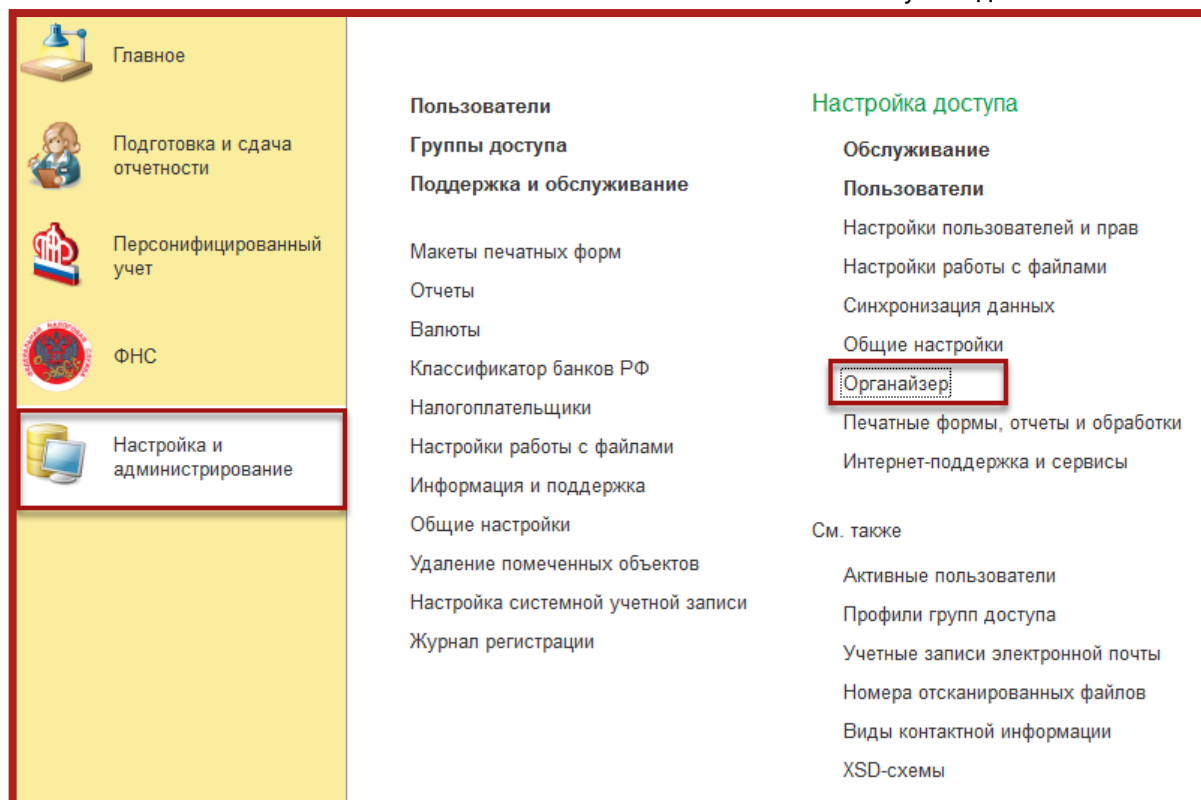 Главное
Подготовка и сдача
отчетности
Персонифицированный
учет
ФНС
Настройка и
администрирование
Пользователи
Группы доступа
Поддержка и обслуживание
Макеты печатных форм
Отчеты
Валюты
Классификатор банков РФ
Налогоплательщики
Настройки работы с файлами
Информация и поддержка
Общие настройки
Удаление помеченных объектов
Настройка системной учетной записи
Журнал регистрации
Настройка доступа
Обслуживание
Пользователи
Настройки пользователей и прав
Настройки работы с файлами
Синхронизация данных
Общие настройки
Органайзер
Печатные формы, отчеты и обработки
Интернет-поддержка и сервисы
См. также
Активные пользователи
Профили групп доступа
Учетные записи электронной почты
Номера отсканированных файлов
Виды контактной информации
XSD-схемы